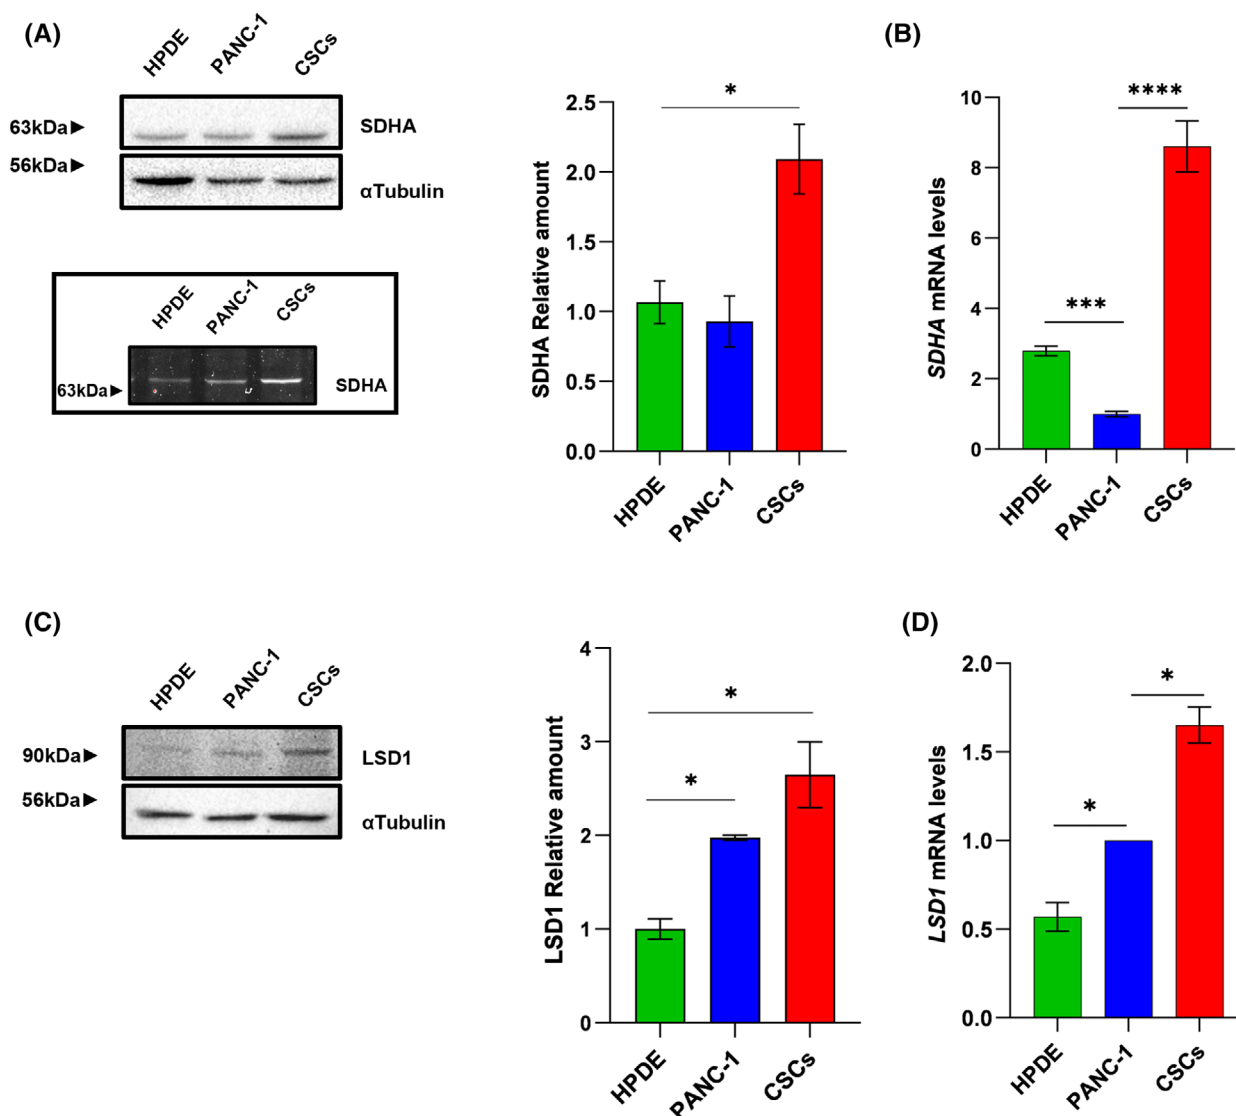 (A)
HPDE PANC-1 CSCs
63kDa► SDHA
56kDa► αTubulin
HPDE PANC-1 CSCs
63kDa► SDHA
SDHA Relative amount
2.5
2.0
1.5
1.0
0.5
0.0
*
HPDE PANC-1 CSCs
(B)
SDHA mRNA levels
10
8
6
4
2
0
****
***
HPDE PANC-1 CSCs
(C)
HPDE PANC-1 CSCs
90kDa► LSD1
56kDa► αTubulin
LSD1 Relative amount
4
3
2
1
0
*
*
HPDE PANC-1 CSCs
(D)
LSD1 mRNA levels
2.0
1.5
1.0
0.5
0.0
*
*
HPDE PANC-1 CSCs